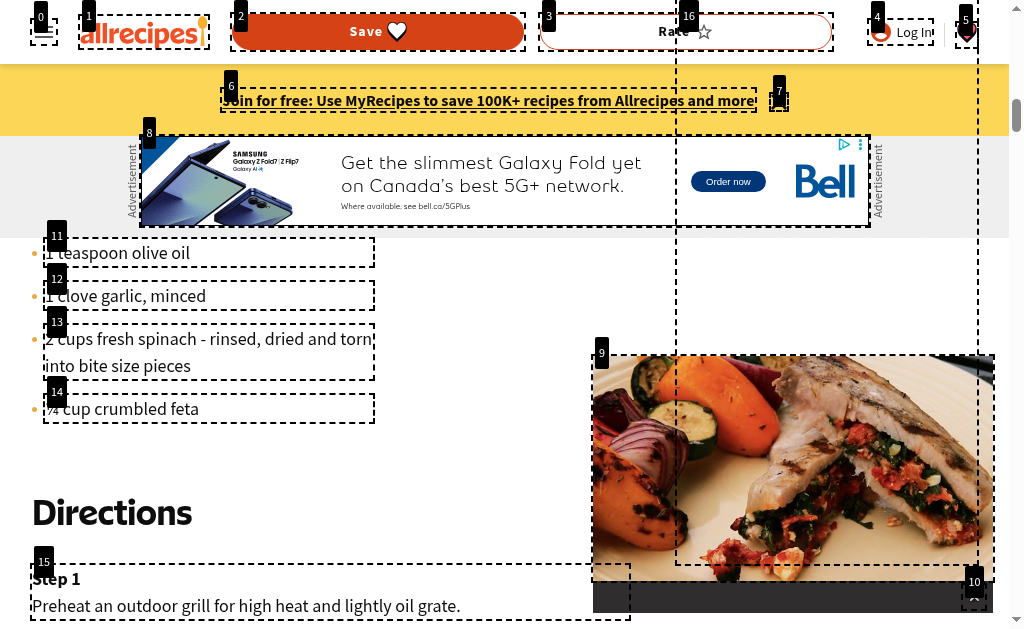 0
1
2
3
16
4
5
allrecipes
Save
Rate
Log In
6
7
Join for free: Use MyRecipes to save 100K+ recipes from Allrecipes and more
8
Advertisement
SAMSUNG
Galaxy Z Fold7 | Z Flip7
Galaxy AI
Get the slimmest Galaxy Fold yet
on Canada's best 5G+ network.
Where available, see bell.ca/5GPlus
Order now
Bell
Advertisement
11
1 teaspoon olive oil
12
1 clove garlic, minced
13
2 cups fresh spinach - rinsed, dried and torn
into bite size pieces
14
¼ cup crumbled feta
9
Directions
15
Step 1
Preheat an outdoor grill for high heat and lightly oil grate.
10